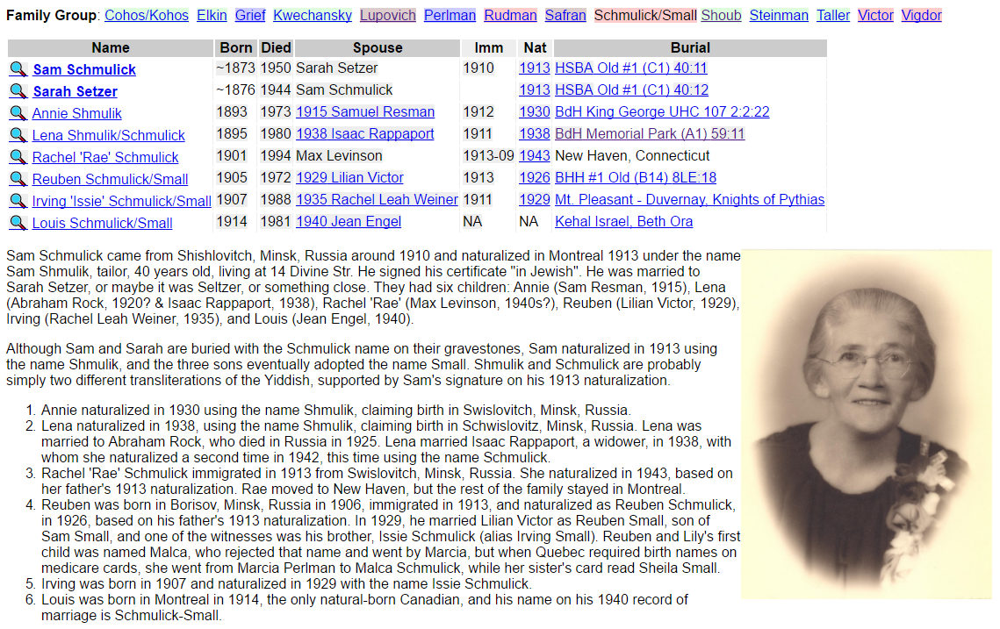 Family Group: Cohos/Kohos Elkin Grief Kwechansky Lupovich Perlman Rudman Safran Schmulick/Small Shoub Steinman Taller Victor Vigdor
Name Born Died Spouse Imm Nat Burial
Sam Schmulick ~1873 1950 Sarah Setzer 1910 1913 HSBA Old #1 (C1) 40:11
Sarah Setzer ~1876 1944 Sam Schmulick 1913 HSBA Old #1 (C1) 40:12
Annie Shmulik 1893 1973 1915 Samuel Resman 1912 1930 BdH King George UHC 107 2:2:22
Lena Shmulik/Schmulick 1895 1980 1938 Isaac Rappaport 1911 1938 BdH Memorial Park (A1) 59:11
Rachel 'Rae' Schmulick 1901 1994 Max Levinson 1913-09 1943 New Haven, Connecticut
Reuben Schmulick/Small 1905 1972 1929 Lilian Victor 1913 1926 BHH #1 Old (B14) 8LE:18
Irving 'Issie' Schmulick/Small 1907 1988 1935 Rachel Leah Weiner 1911 1929 Mt. Pleasant - Duvernay, Knights of Pythias
Louis Schmulick/Small 1914 1981 1940 Jean Engel NA NA Kehal Israel, Beth Ora
Sam Schmulick came from Shishlovitch, Minsk, Russia around 1910 and naturalized in Montreal 1913 under the name
Sam Shmulik, tailor, 40 years old, living at 14 Divine Str. He signed his certificate "in Jewish". He was married to
Sarah Setzer, or maybe it was Seltzer, or something close. They had six children: Annie (Sam Resman, 1915), Lena
(Abraham Rock, 1920? & Isaac Rappaport, 1938), Rachel 'Rae' (Max Levinson, 1940s?), Reuben (Lilian Victor, 1929),
Irving (Rachel Leah Weiner, 1935), and Louis (Jean Engel, 1940).
Although Sam and Sarah are buried with the Schmulick name on their gravestones, Sam naturalized in 1913 using
the name Shmulik, and the three sons eventually adopted the name Small. Shmulik and Schmulick are probably
simply two different transliterations of the Yiddish, supported by Sam's signature on his 1913 naturalization.
1. Annie naturalized in 1930 using the name Shmulik, claiming birth in Swislovitch, Minsk, Russia.
2. Lena naturalized in 1938, using the name Shmulik, claiming birth in Schwislovitz, Minsk, Russia. Lena was
married to Abraham Rock, who died in Russia in 1925. Lena married Isaac Rappaport, a widower, in 1938, with
whom she naturalized a second time in 1942, this time using the name Schmulick.
3. Rachel 'Rae' Schmulick immigrated in 1913 from Swislovitch, Minsk, Russia. She naturalized in 1943, based on
her father's 1913 naturalization. Rae moved to New Haven, but the rest of the family stayed in Montreal.
4. Reuben was born in Borisov, Minsk, Russia in 1906, immigrated in 1913, and naturalized as Reuben Schmulick,
in 1926, based on his father's 1913 naturalization. In 1929, he married Lilian Victor as Reuben Small, son of
Sam Small, and one of the witnesses was his brother, Issie Schmulick (alias Irving Small). Reuben and Lily's first
child was named Malca, who rejected that name and went by Marcia, but when Quebec required birth names on
medicare cards, she went from Marcia Perlman to Malca Schmulick, while her sister's card read Sheila Small.
5. Irving was born in 1907 and naturalized in 1929 with the name Issie Schmulick.
6. Louis was born in Montreal in 1914, the only natural-born Canadian, and his name on his 1940 record of
marriage is Schmulick-Small.